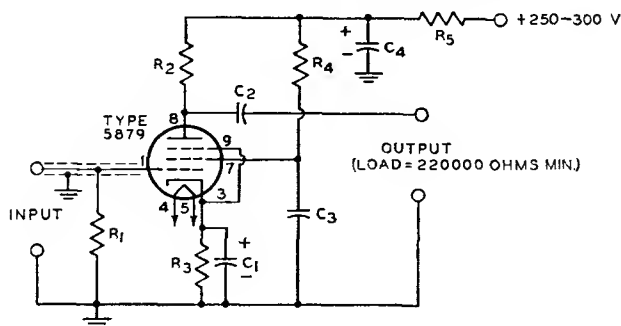 +250-300 V
R5
C4
+
-
R2
R4
C2
TYPE
5879
8
9
7
1
3
4
5
OUTPUT
(LOAD=220000 OHMS MIN.)
INPUT
R1
R3
+
C1
-
C3